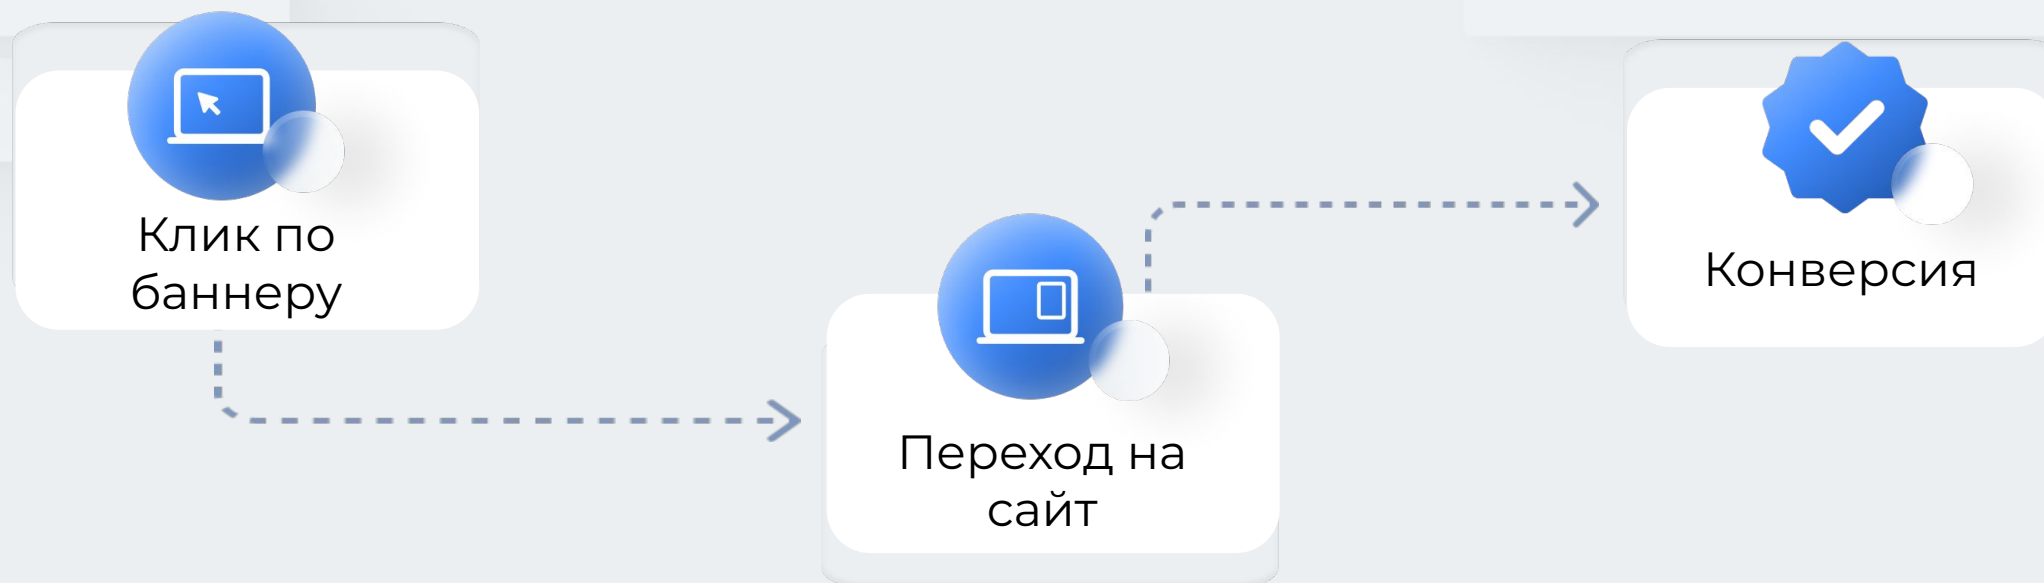 Клик по
баннеру
Переход на
сайт
Конверсия